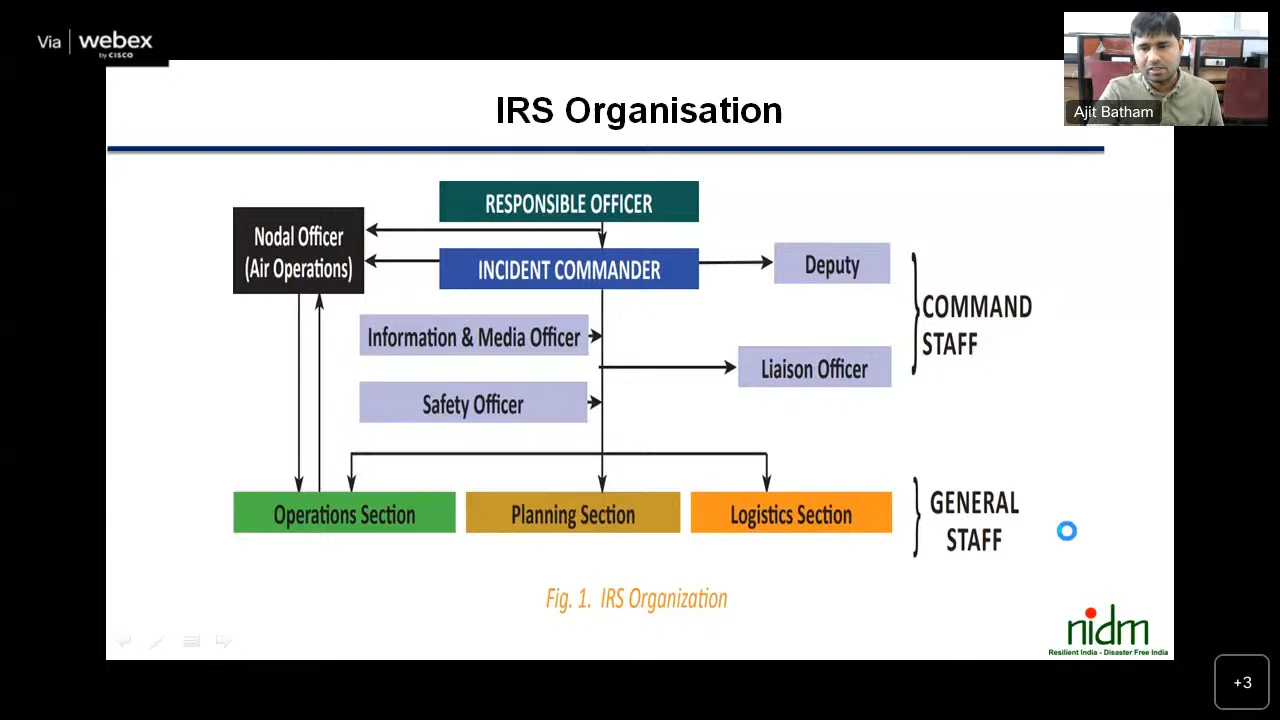 Via webex
by CISCO
Ajit Batham
IRS Organisation
RESPONSIBLE OFFICER
Nodal Officer
(Air Operations)
INCIDENT COMMANDER
Deputy
COMMAND
STAFF
Information & Media Officer
Liaison Officer
Safety Officer
Operations Section
Planning Section
Logistics Section
GENERAL
STAFF
Fig. 1. IRS Organization
nidm
Resilient India - Disaster Free India
+3